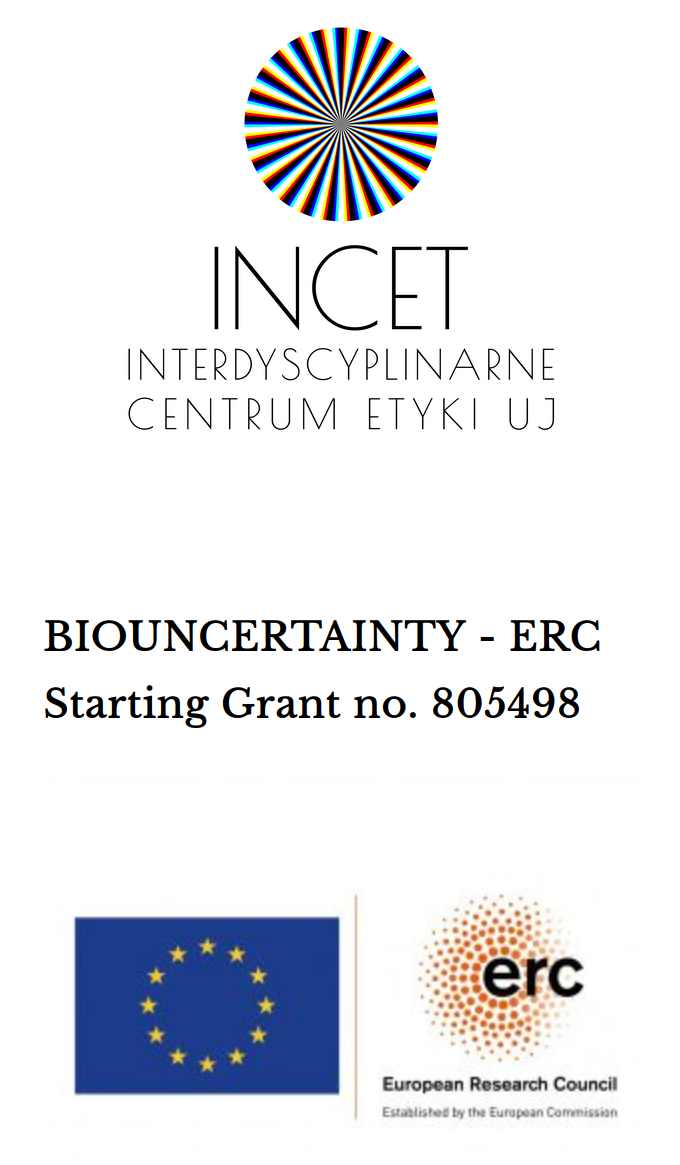 INCET
INTERDYSCYPLINARNE
CENTRUM ETYKI UJ
BIOUNCERTAINTY - ERC
Starting Grant no. 805498
erc
European Research Council
Established by the European Commission